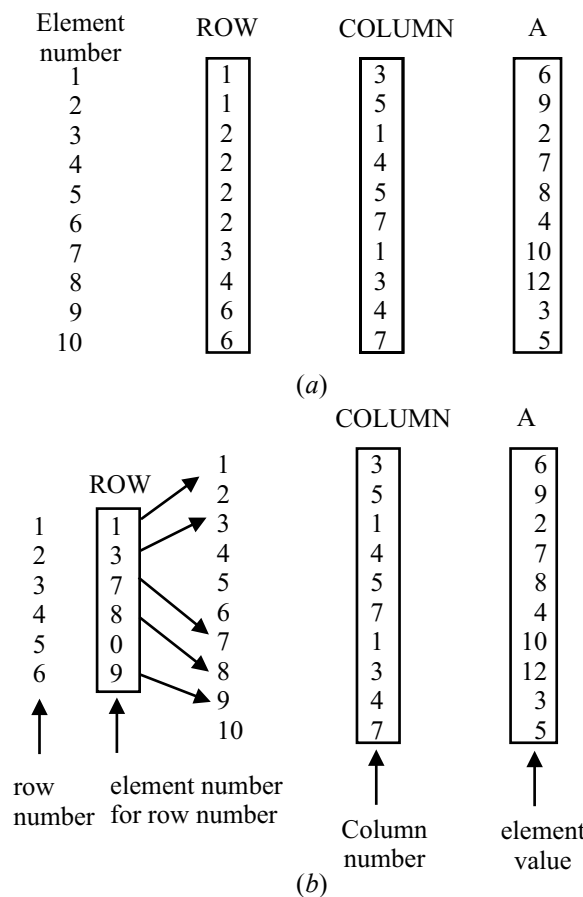 Element
number ROW COLUMN A
1 1 3 6
2 1 5 9
3 2 1 2
4 2 4 7
5 2 5 8
6 2 7 4
7 3 1 10
8 4 3 12
9 6 4 3
10 6 7 5
(a)
COLUMN A
1 3 6
ROW 2 5 9
1 1 3 1 2
2 3 4 4 7
3 7 5 5 8
4 8 6 7 4
5 0 7 1 10
6 9 8 3 12
9 4 3
10 7 5
row element number
number for row number
Column element
number value
(b)